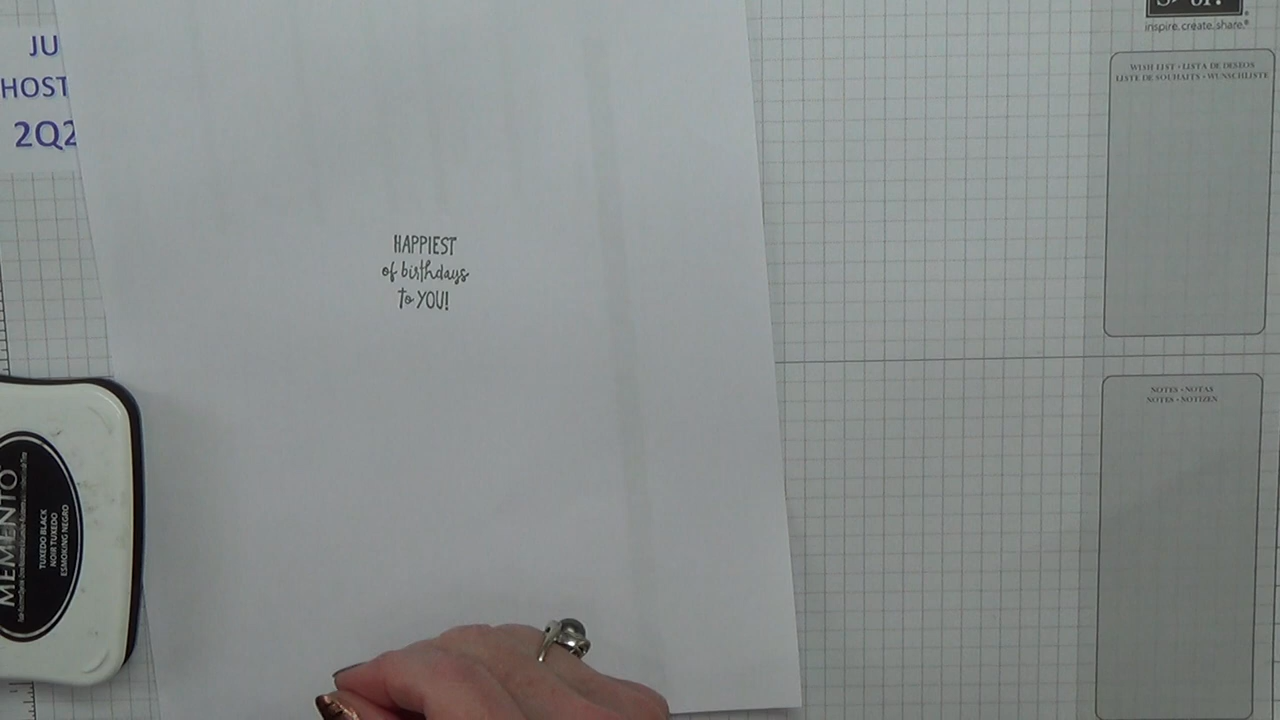 JU
HOST
2Q2
HAPPIEST
of birthdays
to YOU!
MEMENTO
TUXEDO BLACK
NOIR TUXEDO
ESMOKING NEGRO
inspire. create. share.®
WISH LIST • LISTA DE DESEOS
LISTE DE SOUHAITS • WUNSCHLISTE
NOTES • NOTAS
NOTES • NOTIZEN